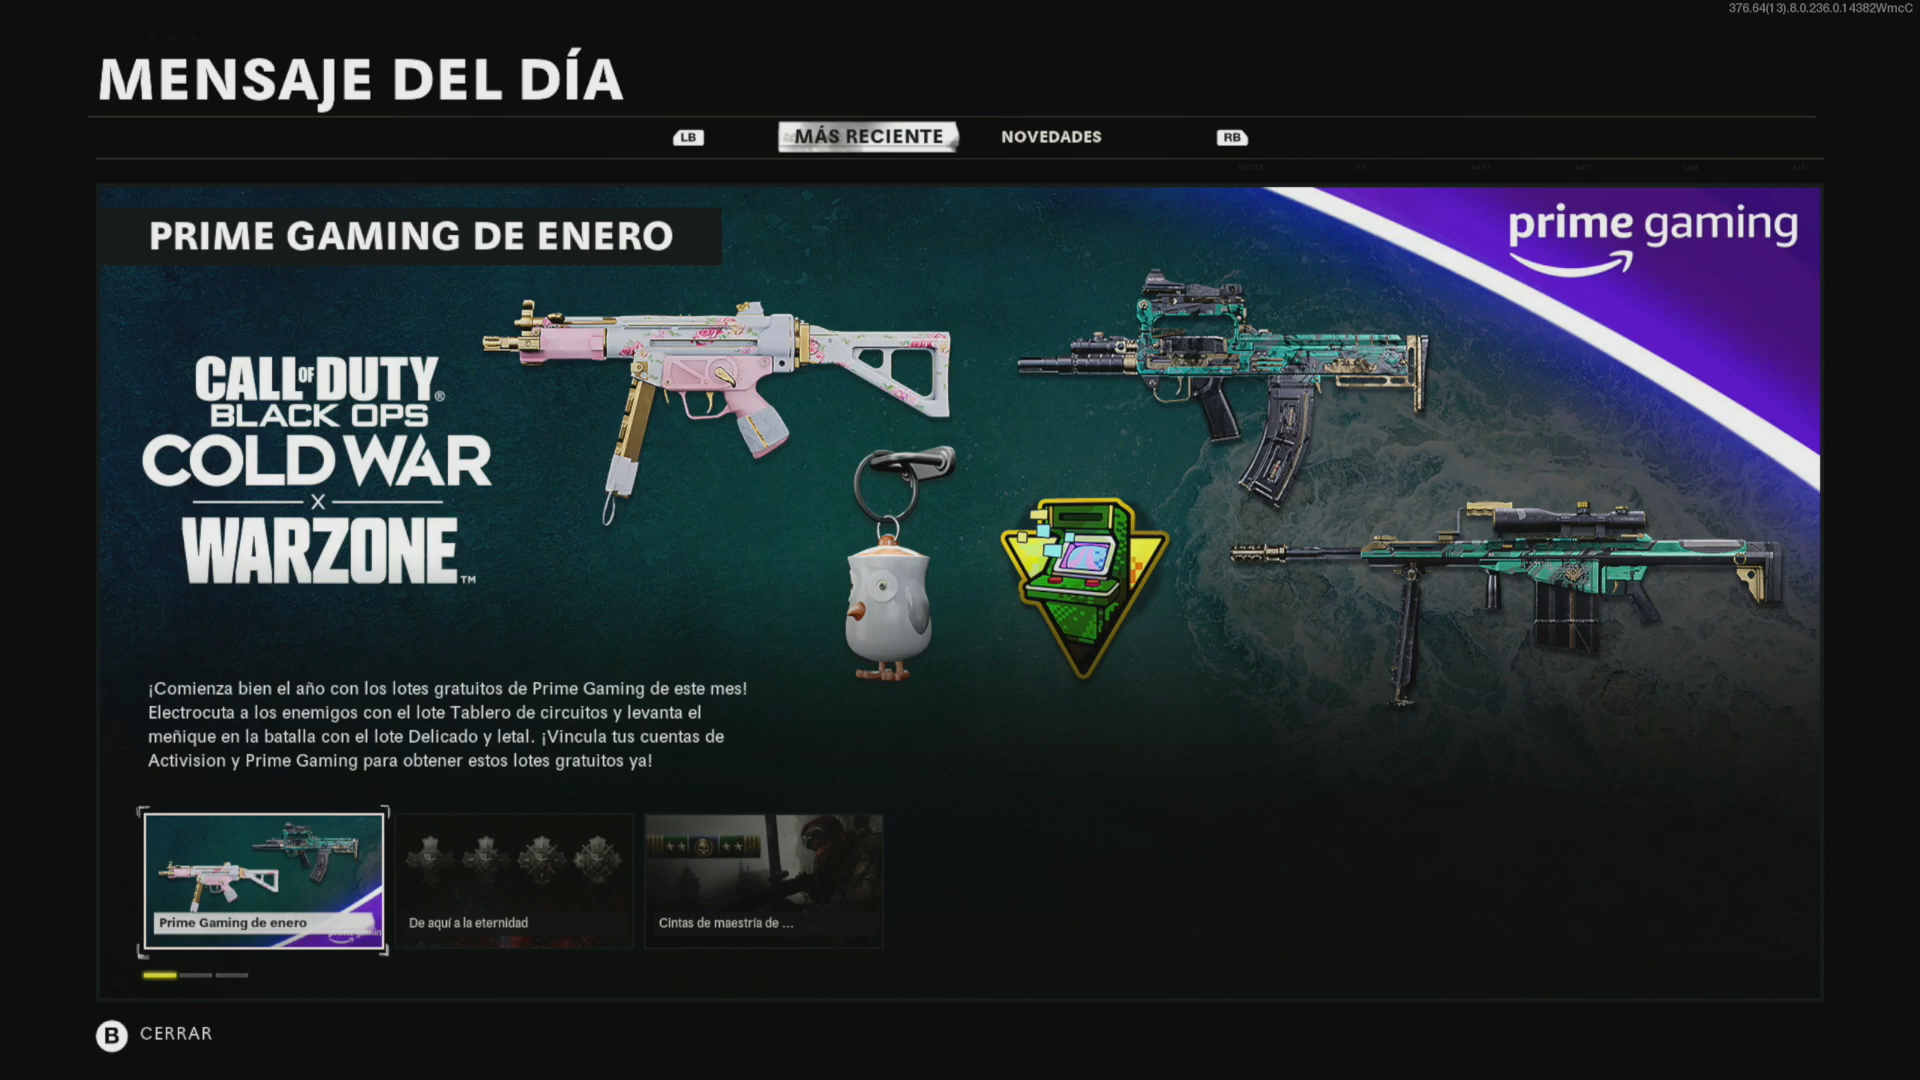 376.64(13).8.0.236.0.14382WmcC
MENSAJE DEL DÍA
LB
MÁS RECIENTE
NOVEDADES
RB
PRIME GAMING DE ENERO
prime gaming
CALL OF DUTY®
BLACK OPS
COLD WAR
X
WARZONE™
¡Comienza bien el año con los lotes gratuitos de Prime Gaming de este mes!
Electrocuta a los enemigos con el lote Tablero de circuitos y levanta el
meñique en la batalla con el lote Delicado y letal. ¡Vincula tus cuentas de
Activision y Prime Gaming para obtener estos lotes gratuitos ya!
Prime Gaming de enero
De aquí a la eternidad
Cintas de maestría de ...
B CERRAR